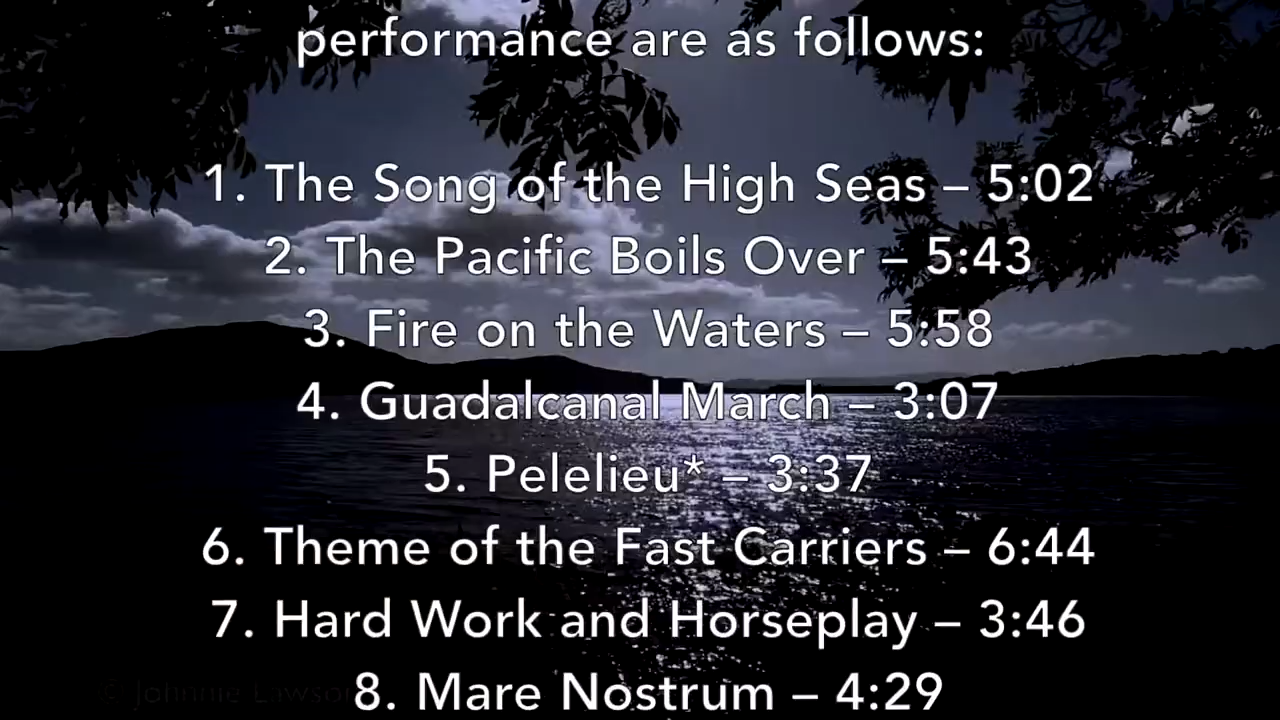 performance are as follows:
1. The Song of the High Seas – 5:02
2. The Pacific Boils Over – 5:43
3. Fire on the Waters – 5:58
4. Guadalcanal March – 3:07
5. Pelelieu* – 3:37
6. Theme of the Fast Carriers – 6:44
7. Hard Work and Horseplay – 3:46
8. Mare Nostrum – 4:29
© Johnnie Lawson